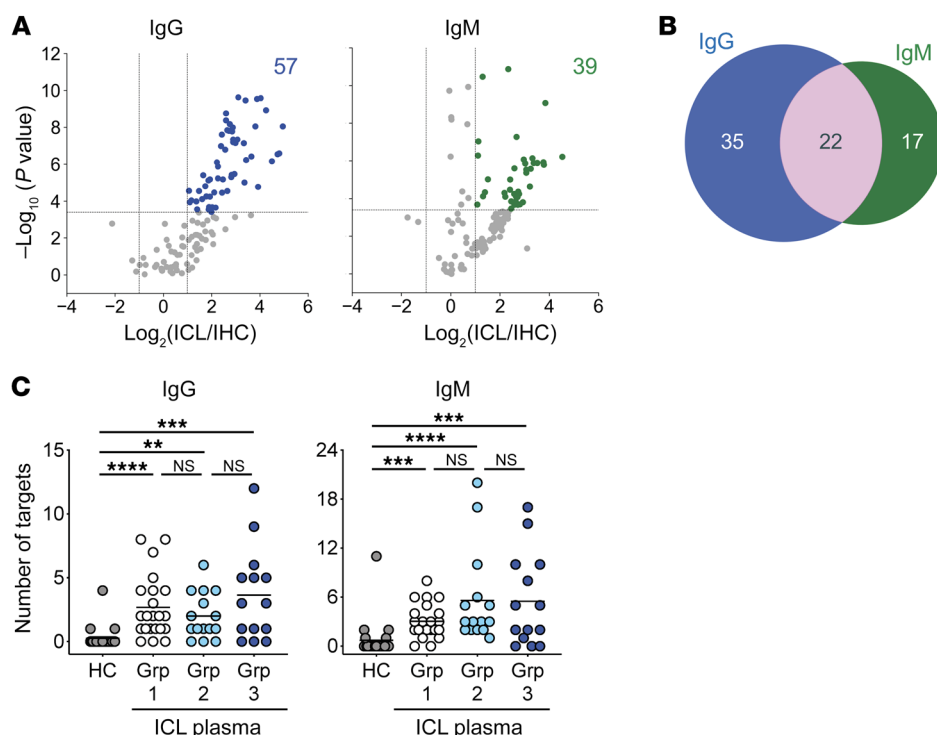 A
IgG
IgM
B
57
39
12
10
8
6
4
2
0
–Log10 (P value)
–4 –2 0 2 4 6
–4 –2 0 2 4 6
Log2(ICL/IHC)
Log2(ICL/IHC)
IgG
IgM
35
22
17
C
IgG
IgM
***
**
**** NS NS
***
****
*** NS NS
Number of targets
15
10
5
0
24
18
12
6
0
HC Grp 1 Grp 2 Grp 3
ICL plasma
HC Grp 1 Grp 2 Grp 3
ICL plasma